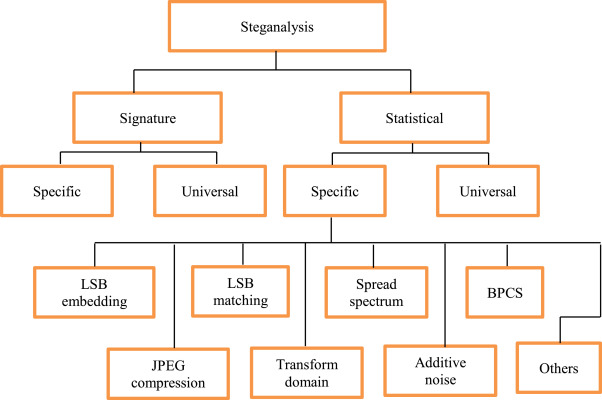 Steganalysis
Signature
Statistical
Specific
Universal
Specific
Universal
LSB
embedding
LSB
matching
Spread
spectrum
BPCS
JPEG
compression
Transform
domain
Additive
noise
Others